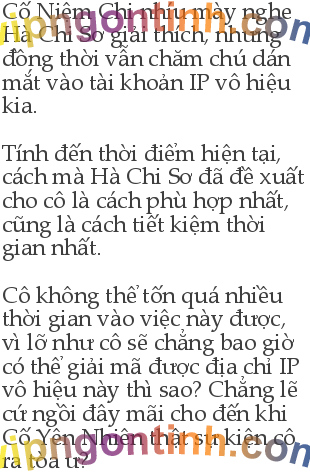 Cố Niệm Chi nhíu mày nghe
Hà Chi Sơ giải thích, nhưng
đồng thời vẫn chăm chú dán
mắt vào tài khoản IP vô hiệu
kia.
Tính đến thời điểm hiện tại,
cách mà Hà Chi Sơ đã đề xuất
cho cô là cách phù hợp nhất,
cũng là cách tiết kiệm thời
gian nhất.
Cô không thể tốn quá nhiều
thời gian vào việc này được,
vì lỡ như cô sẽ chẳng bao giờ
có thể giải mã được địa chỉ IP
vô hiệu này thì sao? Chẳng lẽ
cứ ngồi đây mãi cho đến khi
Cố Yên Nhiên thật sự kiện cô
ra tòa ư?
vipngontinh.com
vipngontinh.com